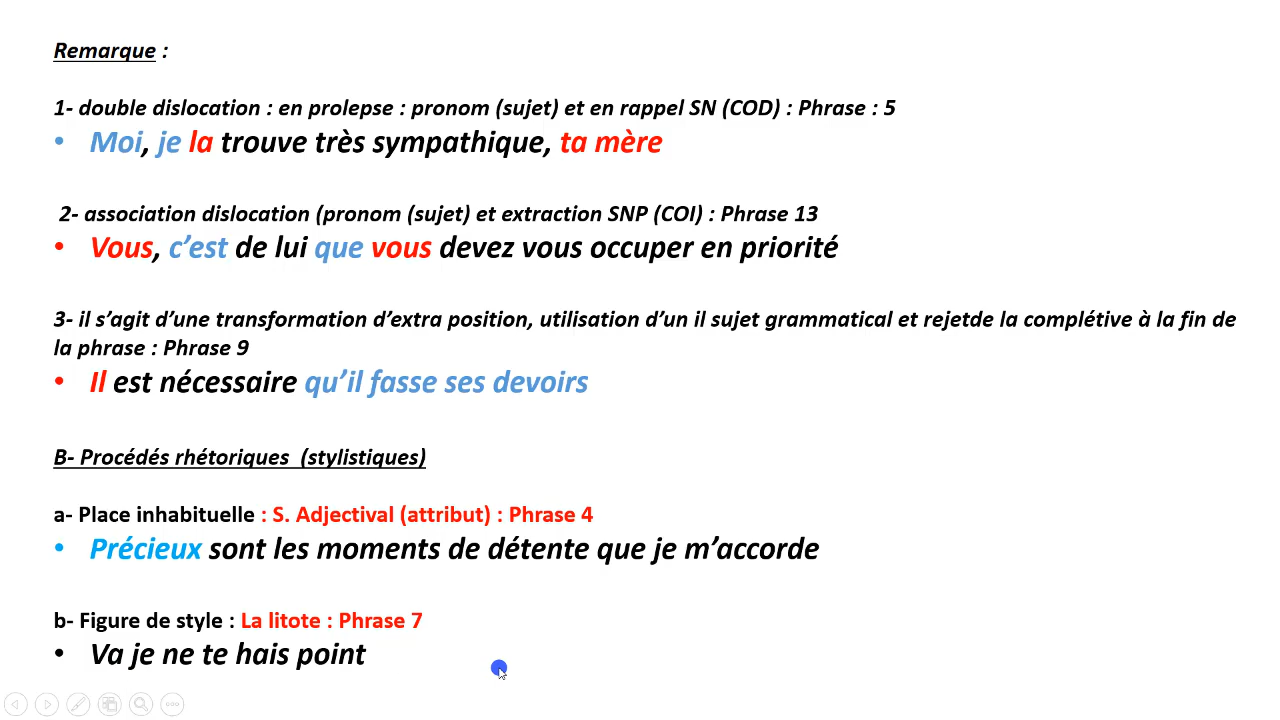 Remarque :
1- double dislocation : en prolepse : pronom (sujet) et en rappel SN (COD) : Phrase : 5
• Moi, je la trouve très sympathique, ta mère
2- association dislocation (pronom (sujet) et extraction SNP (COI) : Phrase 13
• Vous, c’est de lui que vous devez vous occuper en priorité
3- il s’agit d’une transformation d’extra position, utilisation d’un il sujet grammatical et rejetde la complétive à la fin de
la phrase : Phrase 9
• Il est nécessaire qu’il fasse ses devoirs
B- Procédés rhétoriques (stylistiques)
a- Place inhabituelle : S. Adjectival (attribut) : Phrase 4
• Précieux sont les moments de détente que je m’accorde
b- Figure de style : La litote : Phrase 7
• Va je ne te hais point